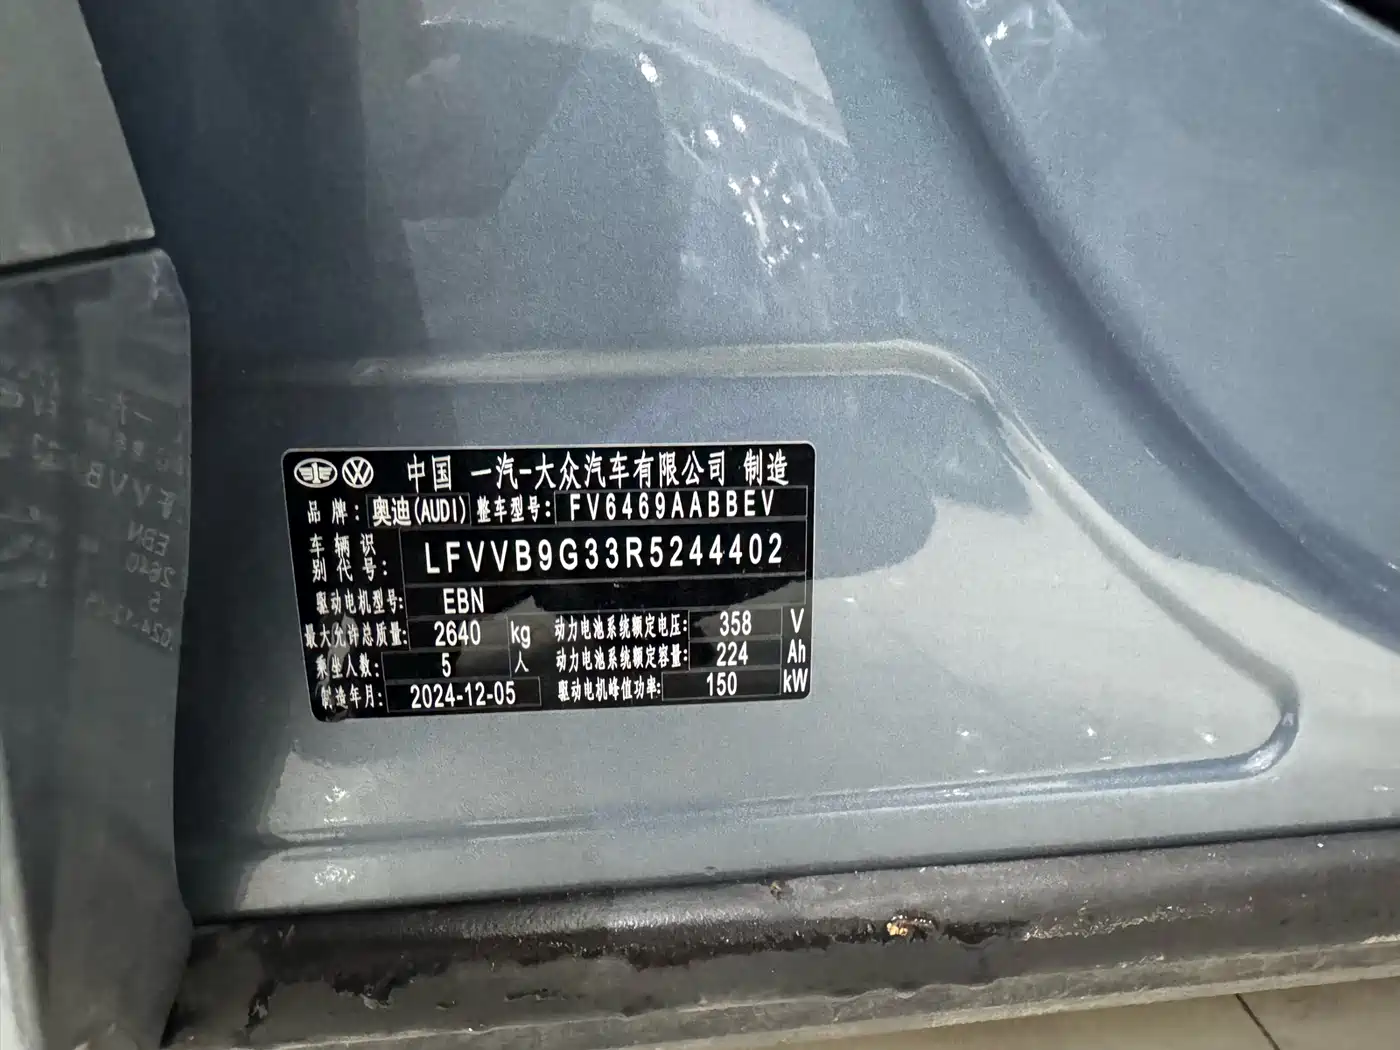 中国 一汽-大众汽车有限公司 制造
品牌: 奥迪(AUDI) 整车型号: FV6469AABBEV
车辆识别代号: LFVVB9G33R5244402
驱动电机型号: EBN
最大允许总质量: 2640 kg 动力电池系统额定电压: 358 V
乘坐人数: 5 人 动力电池系统额定容量: 224 Ah
制造年月: 2024-12-05 驱动电机峰值功率: 150 kW